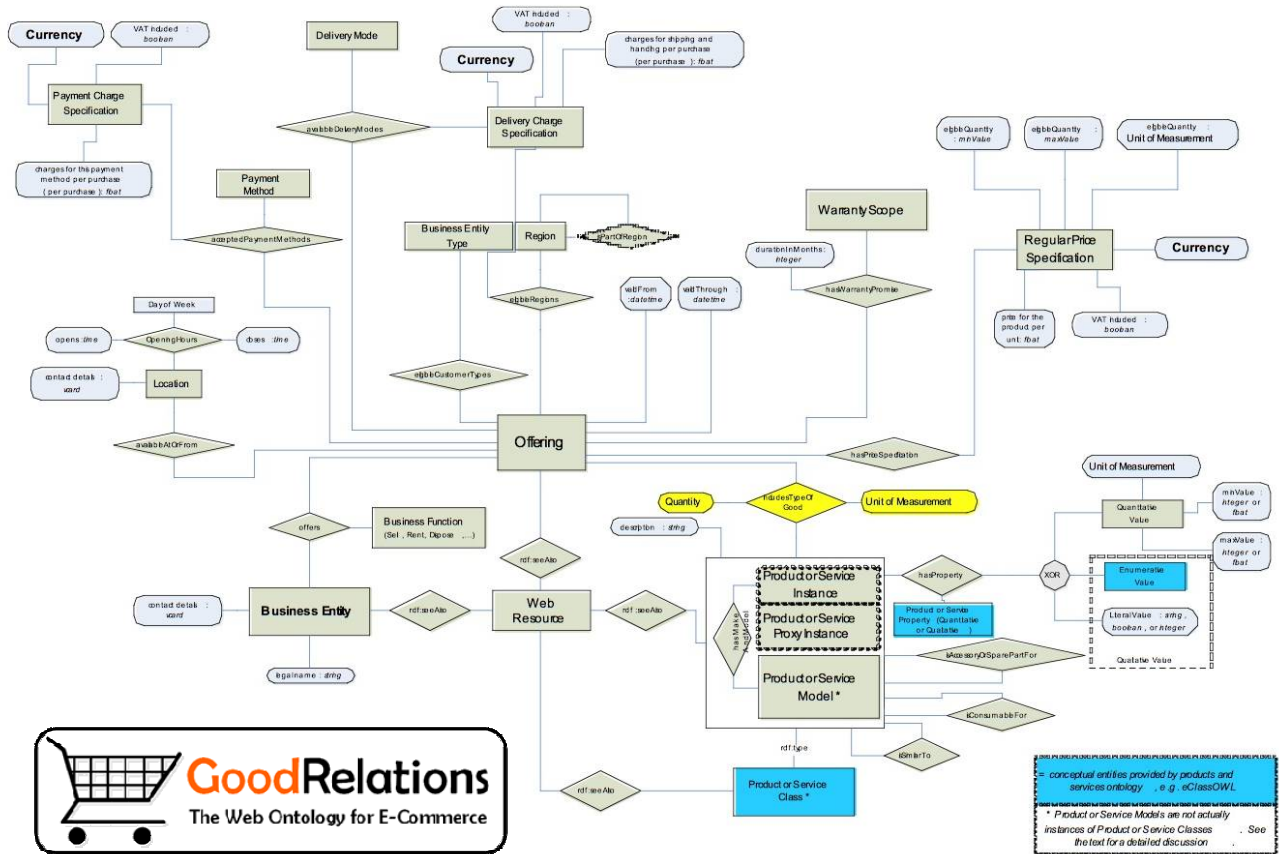 Currency
VAT included :
boolean
Payment Charge
Specification
charges for this payment
method per purchase
( per purchase ): float
Delivery Mode
availableDeliveryModes
VAT included :
boolean
Currency
charges for shipping and
handling per purchase
(per purchase ): float
Delivery Charge
Specification
Payment
Method
acceptedPaymentMethods
Business Entity
Type
Region
isPartOfRegion
eligibleRegions
validFrom
:datetime
validThrough :
datetime
Warranty Scope
durationInMonths:
integer
hasWarrantyPromise
eligibleQuantity
: minValue
eligibleQuantity :
maxValue
eligibleQuantity :
Unit of Measurement
Regular Price
Specification
Currency
price for the
product per
unit: float
VAT included :
boolean
Day of Week
opens :time
OpeningHours
closes :time
contact details :
vcard
Location
availableAtOrFrom
eligibleCustomerTypes
Offering
hasPriceSpecification
offers
Business Function
(Sell , Rent, Dispose ,...)
rdf:seeAlso
Quantity
includesTypeOf
Good
Unit of Measurement
description : string
Unit of Measurement
Quantitative
Value
minValue :
integer or
float
maxValue :
integer or
float
contact details :
vcard
Business Entity
legalname : string
rdf:seeAlso
Web
Resource
rdf :seeAlso
hasMake
AndModel
Product or Service
Instance
Product or Service
Proxy Instance
Product or Service
Model *
hasProperty
Product or Service
Property (Quantitative
or Qualitative )
XOR
Enumerative
Value
LiteralValue : string ,
boolean , or integer
Qualitative Value
isAccessoryOrSparePartFor
isConsumableFor
isSimilarTo
rdf:type
rdf:seeAlso
Product or Service
Class *
GoodRelations
The Web Ontology for E-Commerce
= conceptual entities provided by products and
services ontology , e.g. eClassOWL
* Product or Service Models are not actually
instances of Product or Service Classes . See
the text for a detailed discussion .